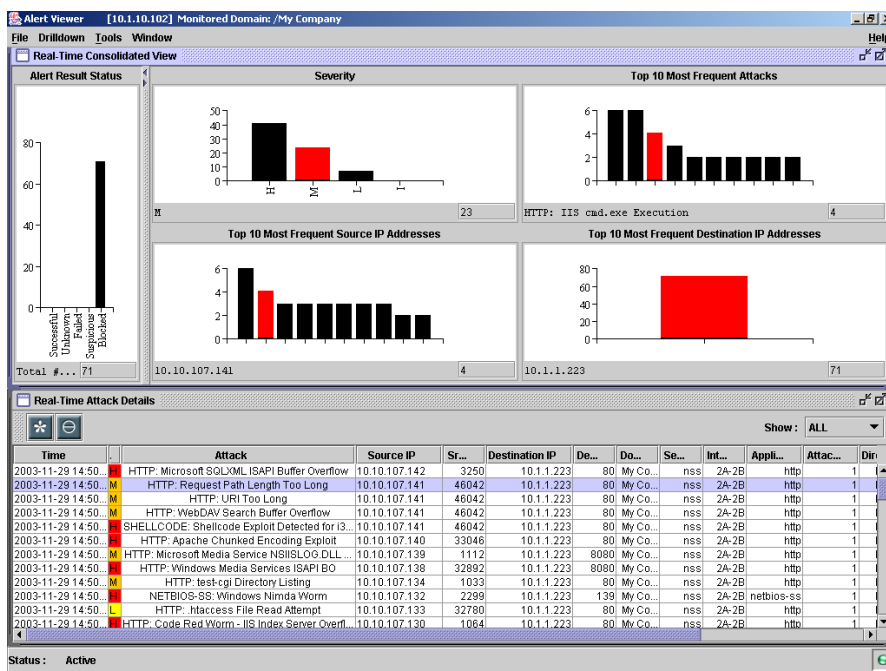 Alert Viewer [10.1.10.102] Monitored Domain: /My Company
File Drilldown Tools Window Help
Real-Time Consolidated View
Alert Result Status
80
60
40
20
0
Successful
Unknown
Failed
Suspicious
Blocked
Total #... 71
Severity
50
40
30
20
10
0
H
M
L
I
M 23
Top 10 Most Frequent Attacks
6
4
2
0
HTTP: IIS cmd.exe Execution 4
Top 10 Most Frequent Source IP Addresses
6
4
2
0
10.10.107.141 4
Top 10 Most Frequent Destination IP Addresses
80
60
40
20
0
10.1.1.223 71
Real-Time Attack Details
Show : ALL
Time . Attack Source IP Sr... Destination IP De... Do... Se... Int... Appli... Attac... Dir
2003-11-29 14:50... H HTTP: Microsoft SQLXML ISAPI Buffer Overflow 10.10.107.142 3250 10.1.1.223 80 My Co... nss 2A-2B http 1
2003-11-29 14:50... M HTTP: Request Path Length Too Long 10.10.107.141 46042 10.1.1.223 80 My Co... nss 2A-2B http 1
2003-11-29 14:50... M HTTP: URI Too Long 10.10.107.141 46042 10.1.1.223 80 My Co... nss 2A-2B http 1
2003-11-29 14:50... M HTTP: WebDAV Search Buffer Overflow 10.10.107.141 46042 10.1.1.223 80 My Co... nss 2A-2B http 1
2003-11-29 14:50... H SHELLCODE: Shellcode Exploit Detected for i3... 10.10.107.141 46042 10.1.1.223 80 My Co... nss 2A-2B http 1
2003-11-29 14:50... H HTTP: Apache Chunked Encoding Exploit 10.10.107.140 33046 10.1.1.223 80 My Co... nss 2A-2B http 1
2003-11-29 14:50... M HTTP: Microsoft Media Service NSIISLOG.DLL ... 10.10.107.139 1112 10.1.1.223 8080 My Co... nss 2A-2B http 1
2003-11-29 14:50... H HTTP: Windows Media Services ISAPI BO 10.10.107.138 32892 10.1.1.223 8080 My Co... nss 2A-2B http 1
2003-11-29 14:50... M HTTP: test-cgi Directory Listing 10.10.107.134 1033 10.1.1.223 80 My Co... nss 2A-2B http 1
2003-11-29 14:50... H NETBIOS-SS: Windows Nimda Worm 10.10.107.132 2299 10.1.1.223 139 My Co... nss 2A-2B netbios-ss 1
2003-11-29 14:50... L HTTP: .htaccess File Read Attempt 10.10.107.133 32780 10.1.1.223 80 My Co... nss 2A-2B http 1
2003-11-29 14:50... H HTTP: Code Red Worm - IIS Index Server Overfl... 10.10.107.130 1064 10.1.1.223 80 My Co... nss 2A-2B http 1
Status : Active